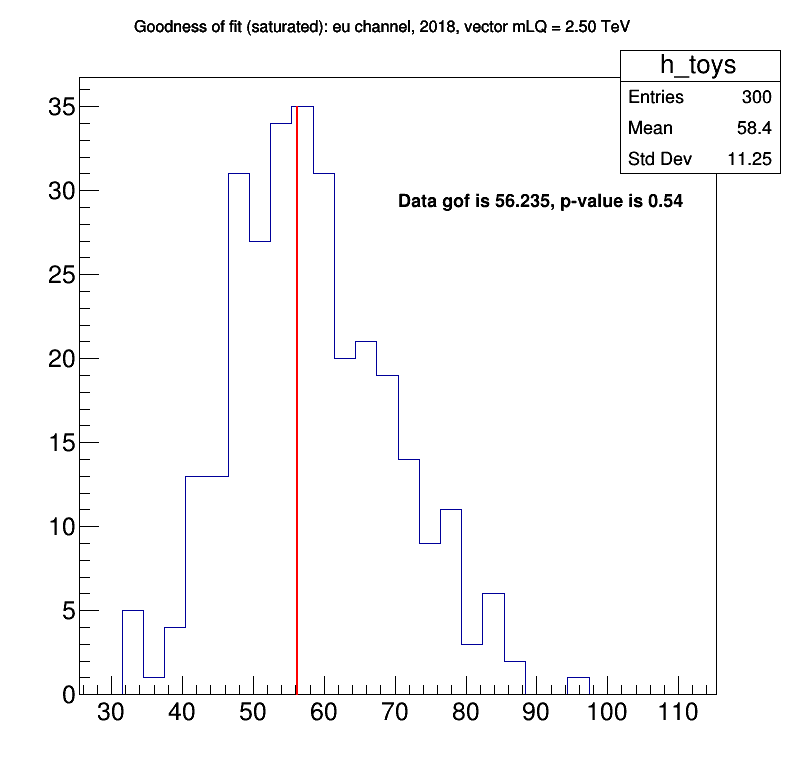 Goodness of fit (saturated): eu channel, 2018, vector mLQ = 2.50 TeV
h_toys
Entries 300
Mean 58.4
Std Dev 11.25
Data gof is 56.235, p-value is 0.54
35
30
25
20
15
10
5
0
30 40 50 60 70 80 90 100 110